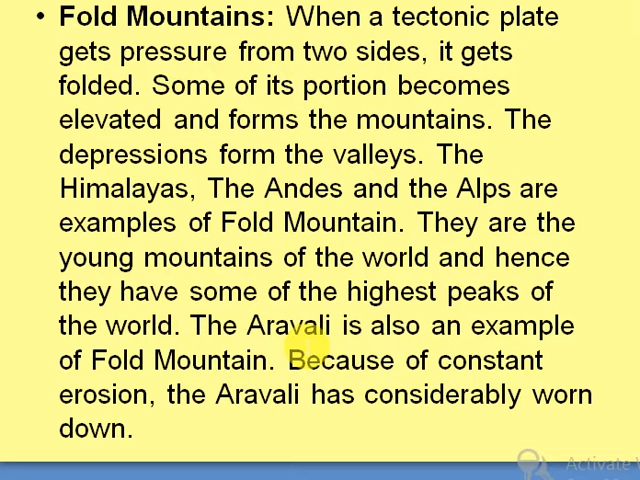 • Fold Mountains: When a tectonic plate
gets pressure from two sides, it gets
folded. Some of its portion becomes
elevated and forms the mountains. The
depressions form the valleys. The
Himalayas, The Andes and the Alps are
examples of Fold Mountain. They are the
young mountains of the world and hence
they have some of the highest peaks of
the world. The Aravali is also an example
of Fold Mountain. Because of constant
erosion, the Aravali has considerably worn
down.
Activate